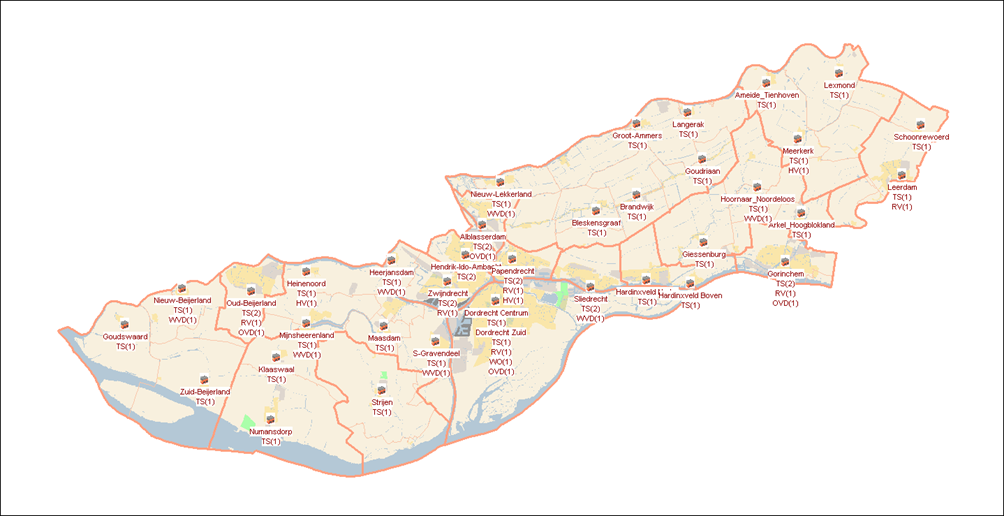 Lexmond
TS(1)
Ameide_Tienhoven
TS(1)
Langerak
TS(1)
Groot-Ammers
TS(1)
Schoonrewoerd
TS(1)
Meerkerk
TS(1)
HV(1)
Goudriaan
TS(1)
Leerdam
TS(1)
RV(1)
Nieuw-Lekkerland
TS(1)
WVD(1)
Hoornaar_Noordeloos
TS(1)
WVD(1)
Brandwijk
TS(1)
Bleskensgraaf
TS(1)
Arkel_Hoogblokland
TS(1)
Alblasserdam
TS(2)
OVD(1)
Giessenburg
TS(1)
Hendrik-Ido-Ambacht
TS(2)
Papendrecht
TS(2)
RV(1)
HV(1)
Gorinchem
TS(2)
RV(1)
OVD(1)
Heerjansdam
TS(1)
WVD(1)
Heinenoord
TS(1)
HV(1)
Zwijndrecht
TS(2)
RV(1)
Sliedrecht
TS(2)
WVD(1)
Hardinxveld
TS(1)
Hardinxveld Boven
TS(1)
Nieuw-Beijerland
TS(1)
WVD(1)
Oud-Beijerland
TS(2)
RV(1)
OVD(1)
Dordrecht Centrum
TS(1)
Dordrecht Zuid
TS(1)
RV(1)
WO(1)
OVD(1)
Goudswaard
TS(1)
Mijnsheerenland
TS(1)
WVD(1)
Maasdam
TS(1)
S-Gravendeel
TS(1)
WVD(1)
Klaaswaal
TS(1)
Zuid-Beijerland
TS(1)
Strijen
TS(1)
Numansdorp
TS(1)